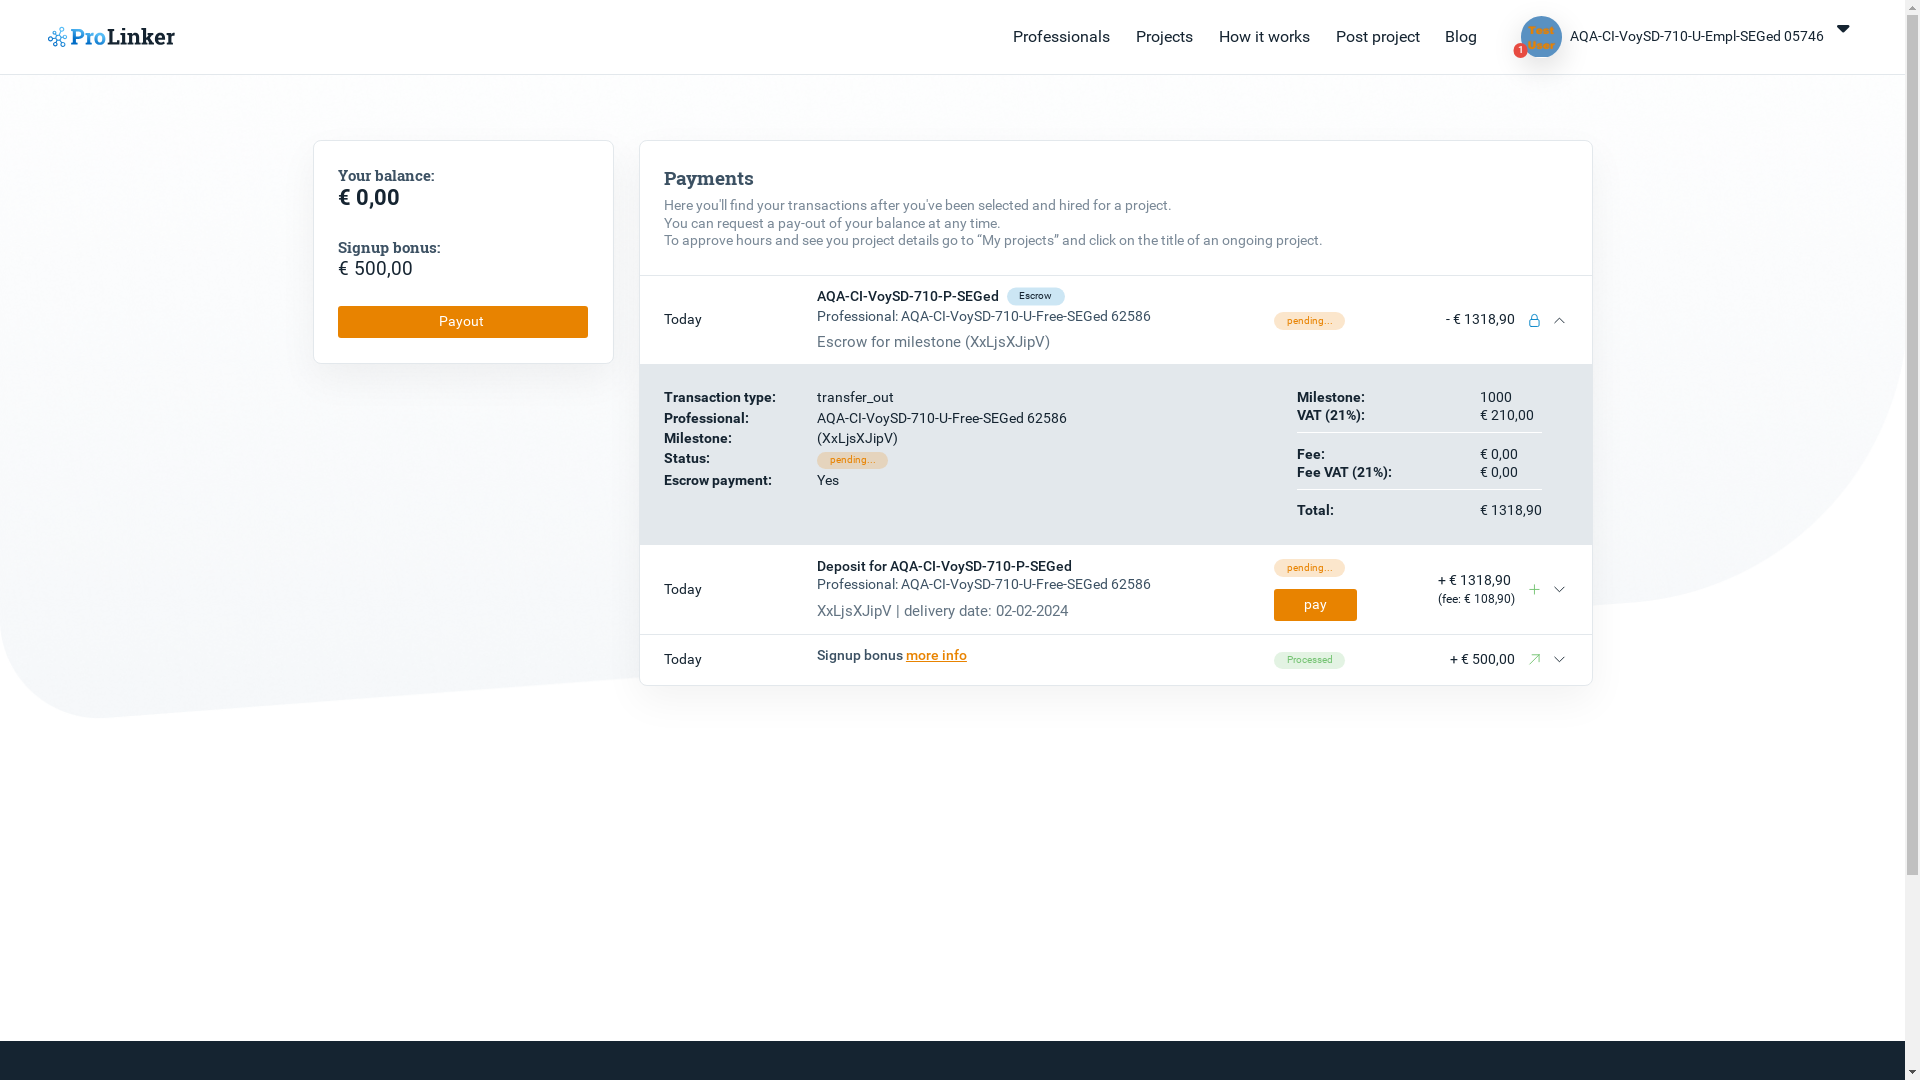 ProLinker
Professionals Projects How it works Post project Blog
Test
User
1
AQA-CI-VoySD-710-U-Empl-SEGed 05746
Your balance:
€ 0,00
Signup bonus:
€ 500,00
Payout
Payments
Here you'll find your transactions after you've been selected and hired for a project.
You can request a pay-out of your balance at any time.
To approve hours and see you project details go to “My projects” and click on the title of an ongoing project.
Today
AQA-CI-VoySD-710-P-SEGed Escrow
Professional: AQA-CI-VoySD-710-U-Free-SEGed 62586
Escrow for milestone (XxLjsXJipV)
pending...
- € 1318,90
Transaction type: transfer_out
Professional: AQA-CI-VoySD-710-U-Free-SEGed 62586
Milestone: (XxLjsXJipV)
Status: pending...
Escrow payment: Yes
Milestone: 1000
VAT (21%): € 210,00
Fee: € 0,00
Fee VAT (21%): € 0,00
Total: € 1318,90
Today
Deposit for AQA-CI-VoySD-710-P-SEGed
Professional: AQA-CI-VoySD-710-U-Free-SEGed 62586
XxLjsXJipV | delivery date: 02-02-2024
pending...
pay
+ € 1318,90
(fee: € 108,90)
Today
Signup bonus more info
Processed
+ € 500,00